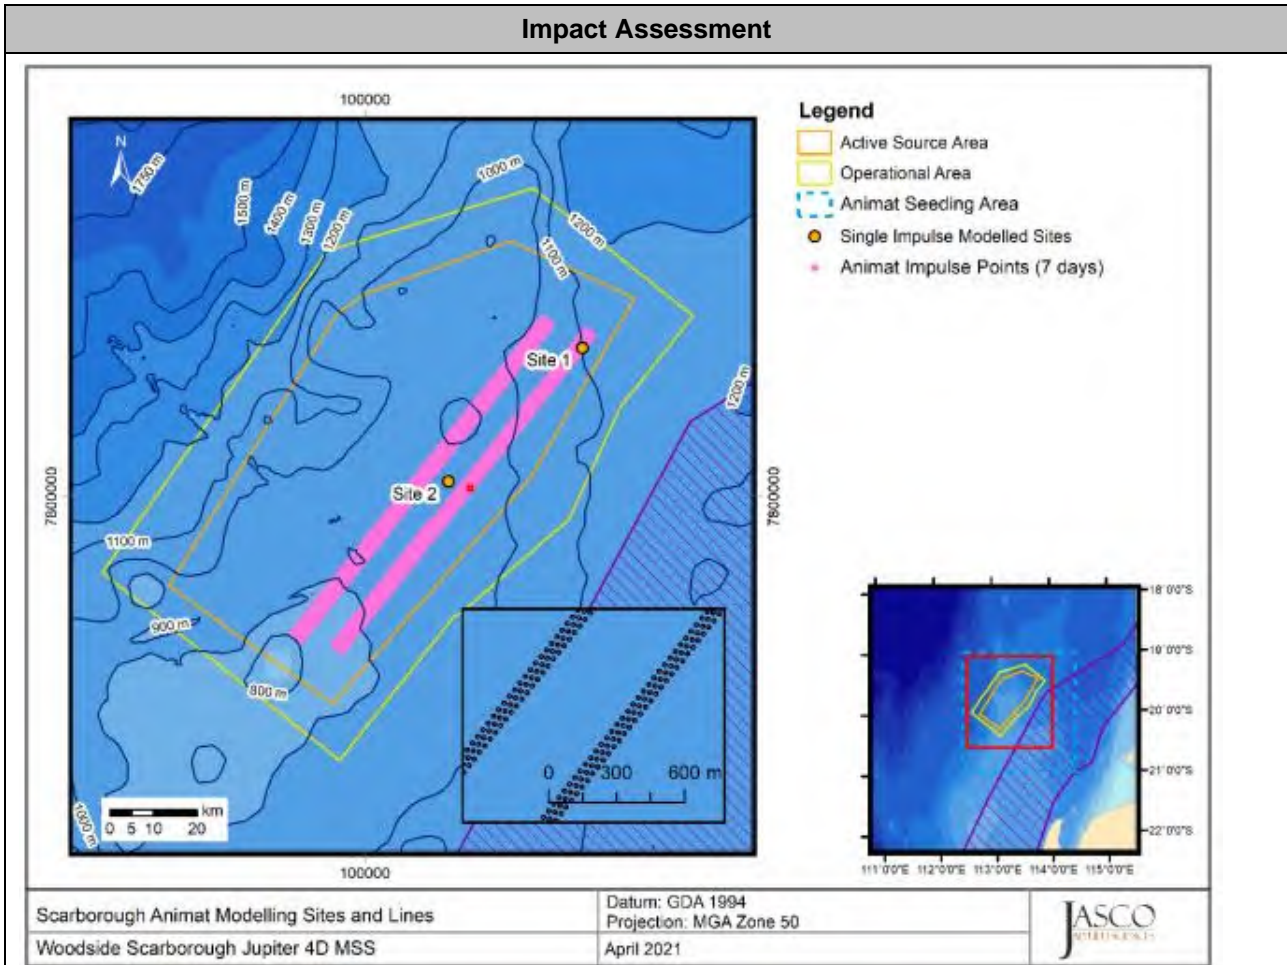 Impact Assessment
100000
N
1750 m
1500 m
1400 m
1300 m
1200 m
1000 m
1200 m
1100 m
Site 1
1200 m
7800000
7800000
Site 2
1100 m
900 m
800 m
1000 m
0 300 600 m
km
0 5 10 20
100000
Legend
Active Source Area
Operational Area
Animat Seeding Area
Single Impulse Modelled Sites
Animat Impulse Points (7 days)
18°0'0"S
19°0'0"S
20°0'0"S
21°0'0"S
22°0'0"S
111°0'0"E 112°0'0"E 113°0'0"E 114°0'0"E 115°0'0"E
Scarborough Animat Modelling Sites and Lines
Datum: GDA 1994
Projection: MGA Zone 50
Woodside Scarborough Jupiter 4D MSS
April 2021
JASCO
APPLIED SCIENCES